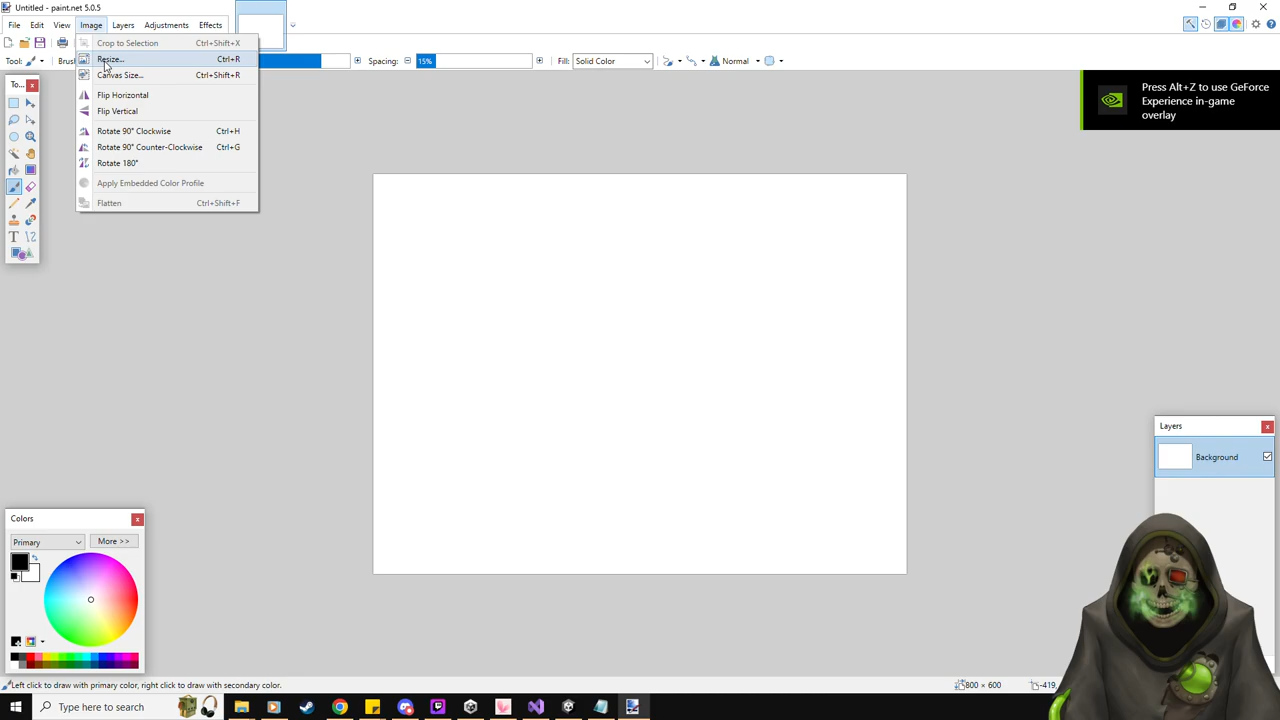 Untitled - paint.net 5.0.5
File Edit View Image Layers Adjustments Effects
Crop to Selection Ctrl+Shift+X
Resize... Ctrl+R
Canvas Size... Ctrl+Shift+R
Flip Horizontal
Flip Vertical
Rotate 90° Clockwise Ctrl+H
Rotate 90° Counter-Clockwise Ctrl+G
Rotate 180°
Apply Embedded Color Profile
Flatten Ctrl+Shift+F
Tool: Brus Spacing: 15% Fill: Solid Color Normal
To...
Press Alt+Z to use GeForce
Experience in-game
overlay
Layers
Background
Colors
Primary More >>
Left click to draw with primary color, right click to draw with secondary color. 800 × 600 -419,
Type here to search